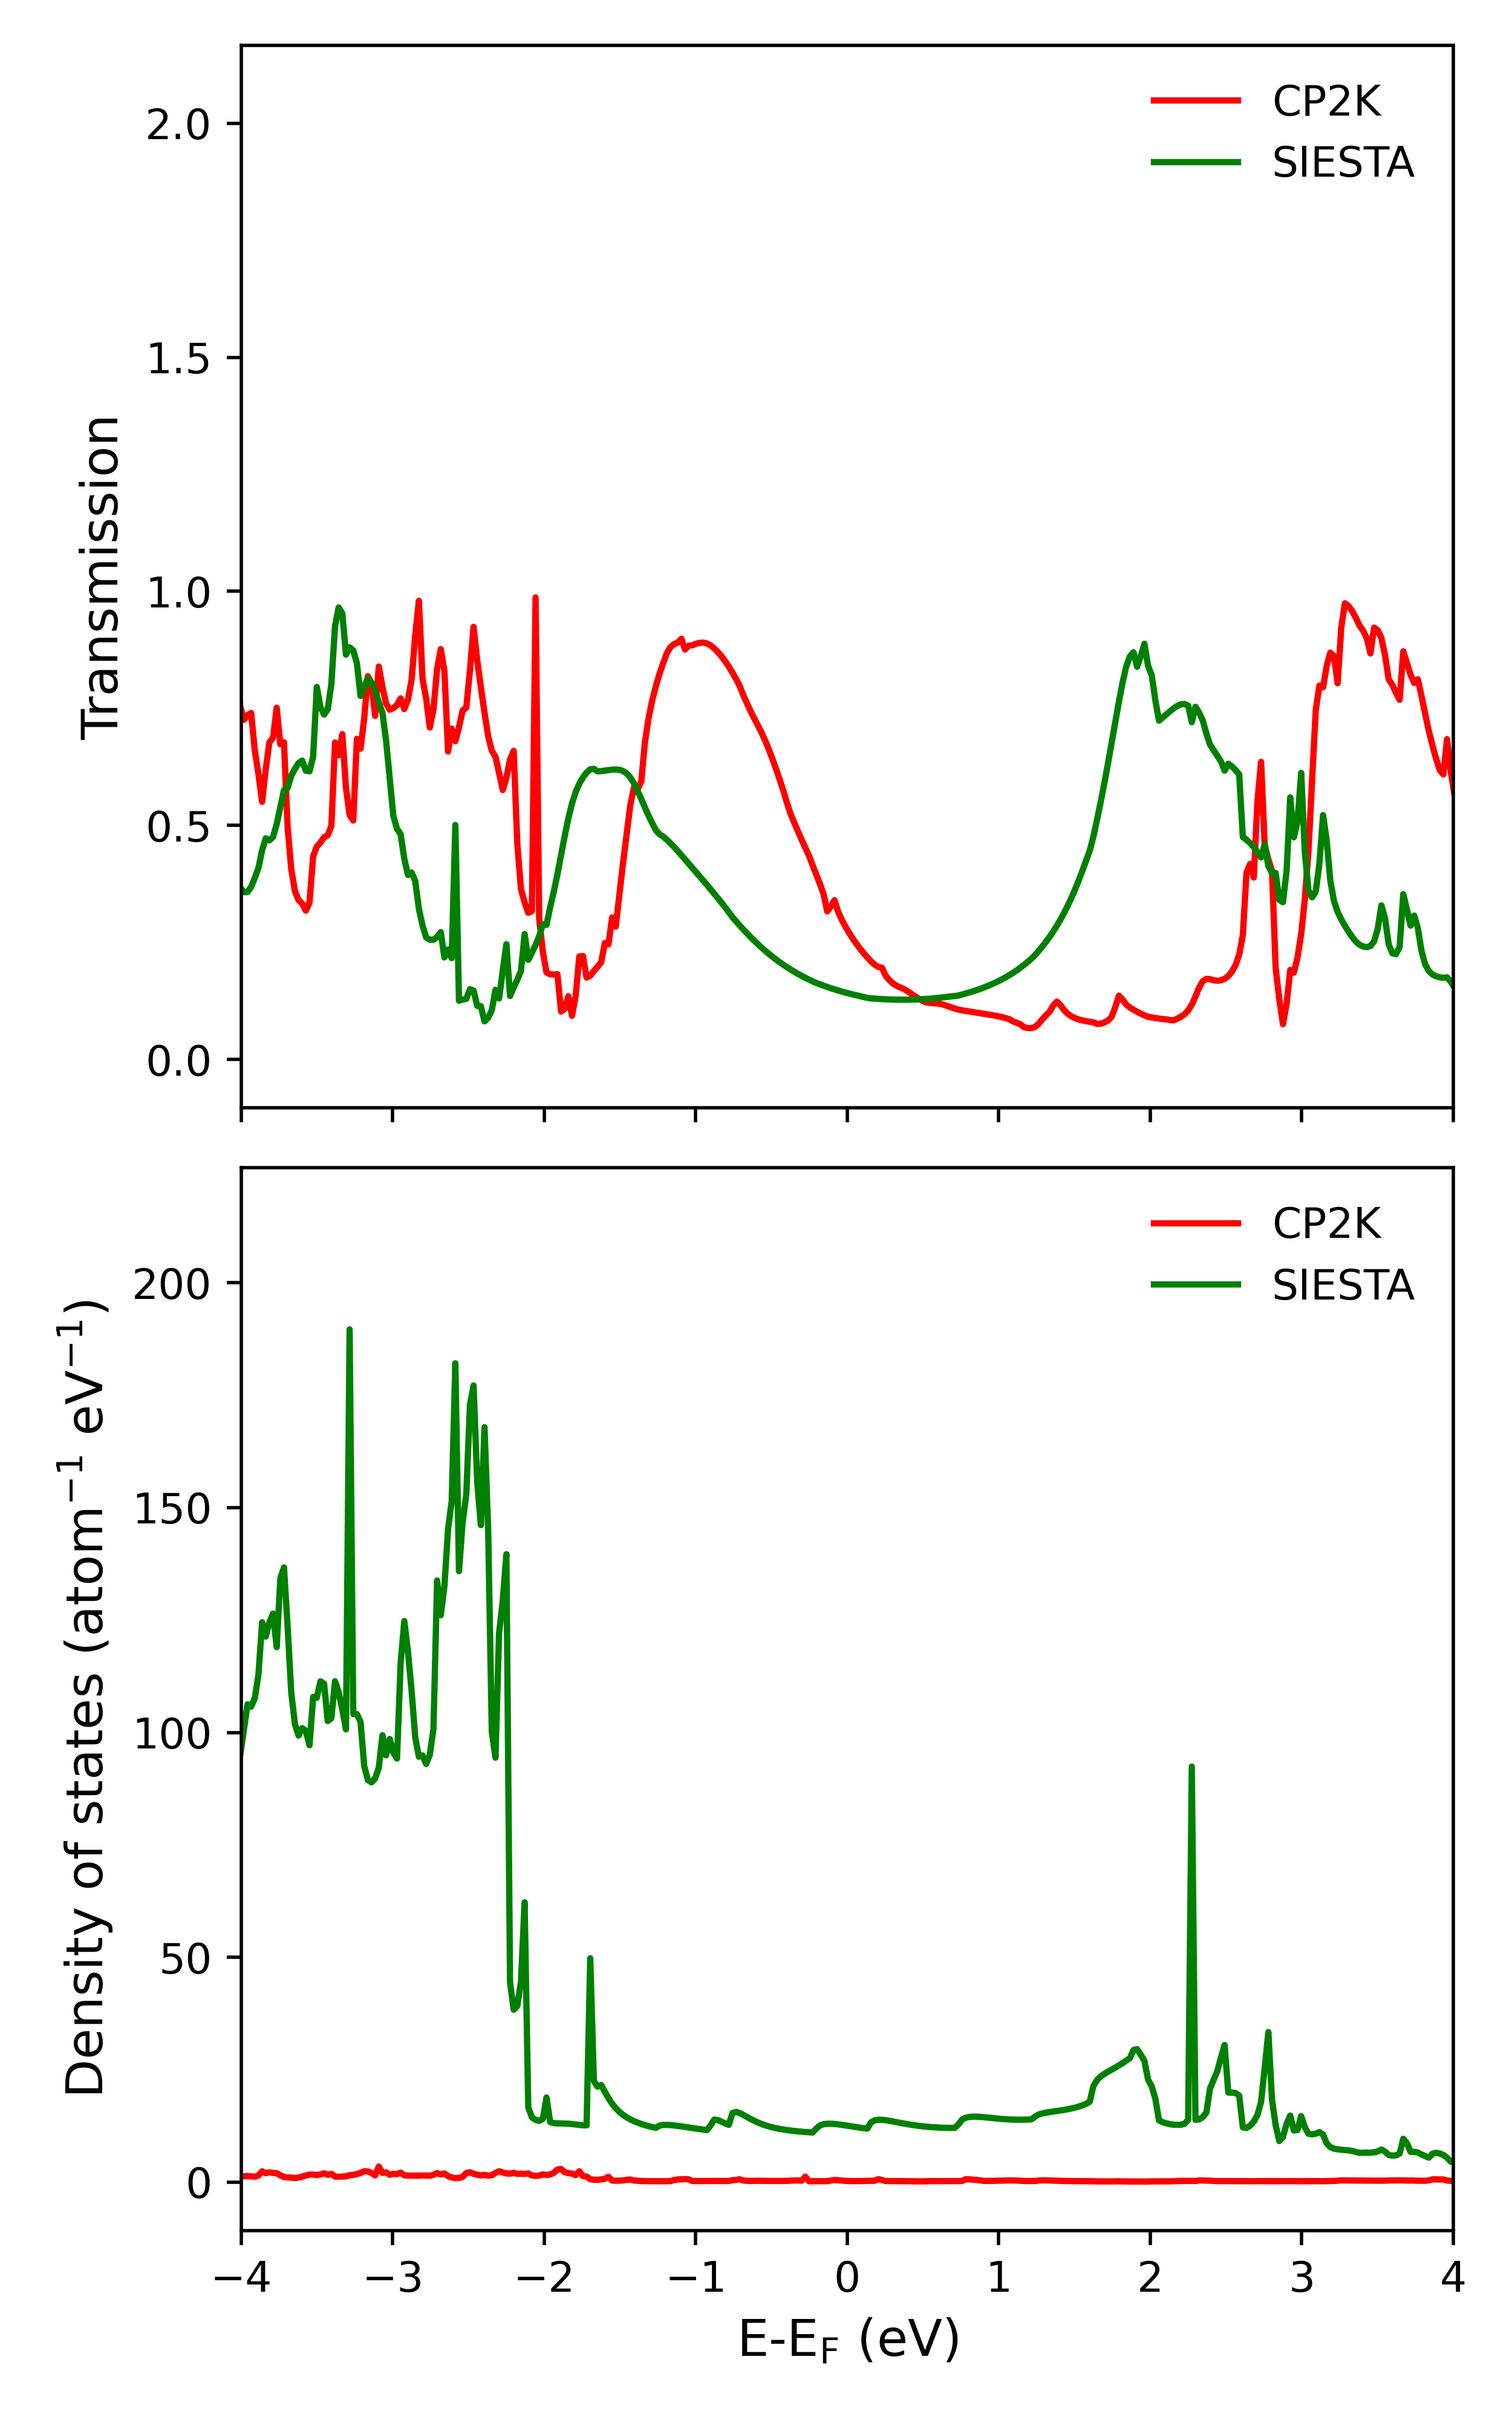 2.0
1.5
1.0
0.5
0.0
Transmission
CP2K
SIESTA
200
150
100
50
0
Density of states (atom⁻¹ eV⁻¹)
CP2K
SIESTA
−4 −3 −2 −1 0 1 2 3 4
E-E_F (eV)